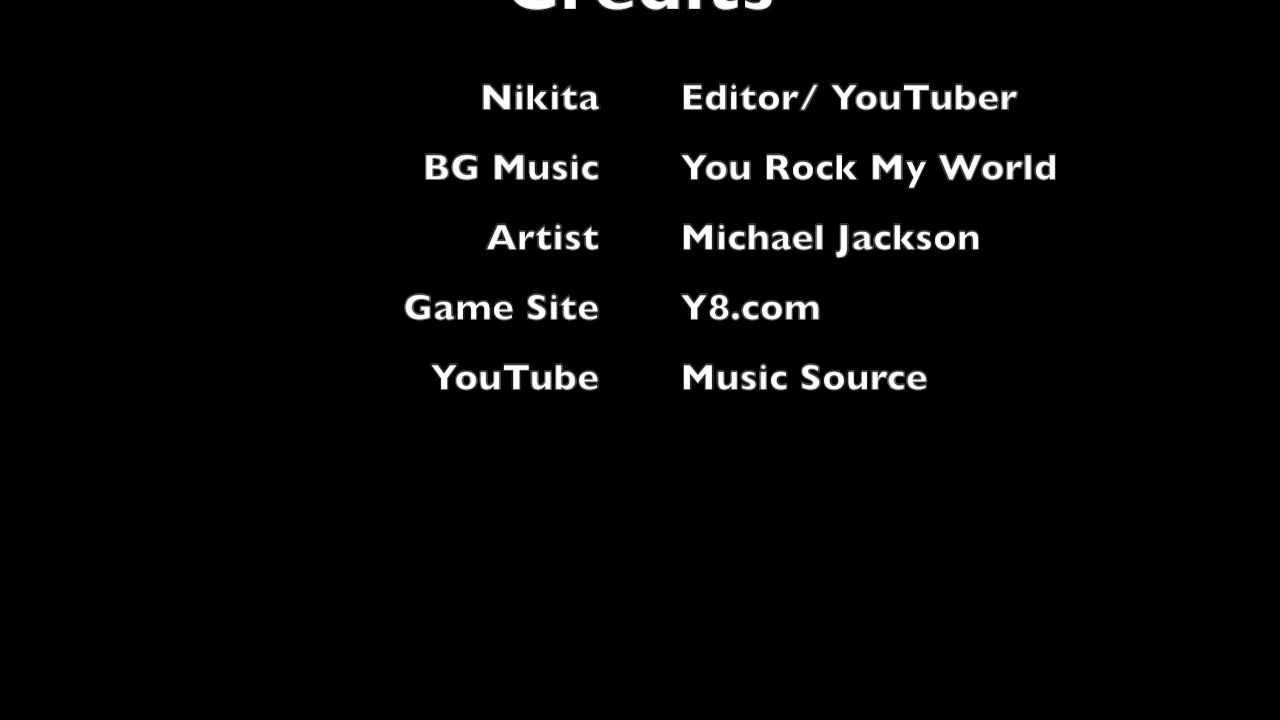 Credits
Nikita Editor/ YouTuber
BG Music You Rock My World
Artist Michael Jackson
Game Site Y8.com
YouTube Music Source